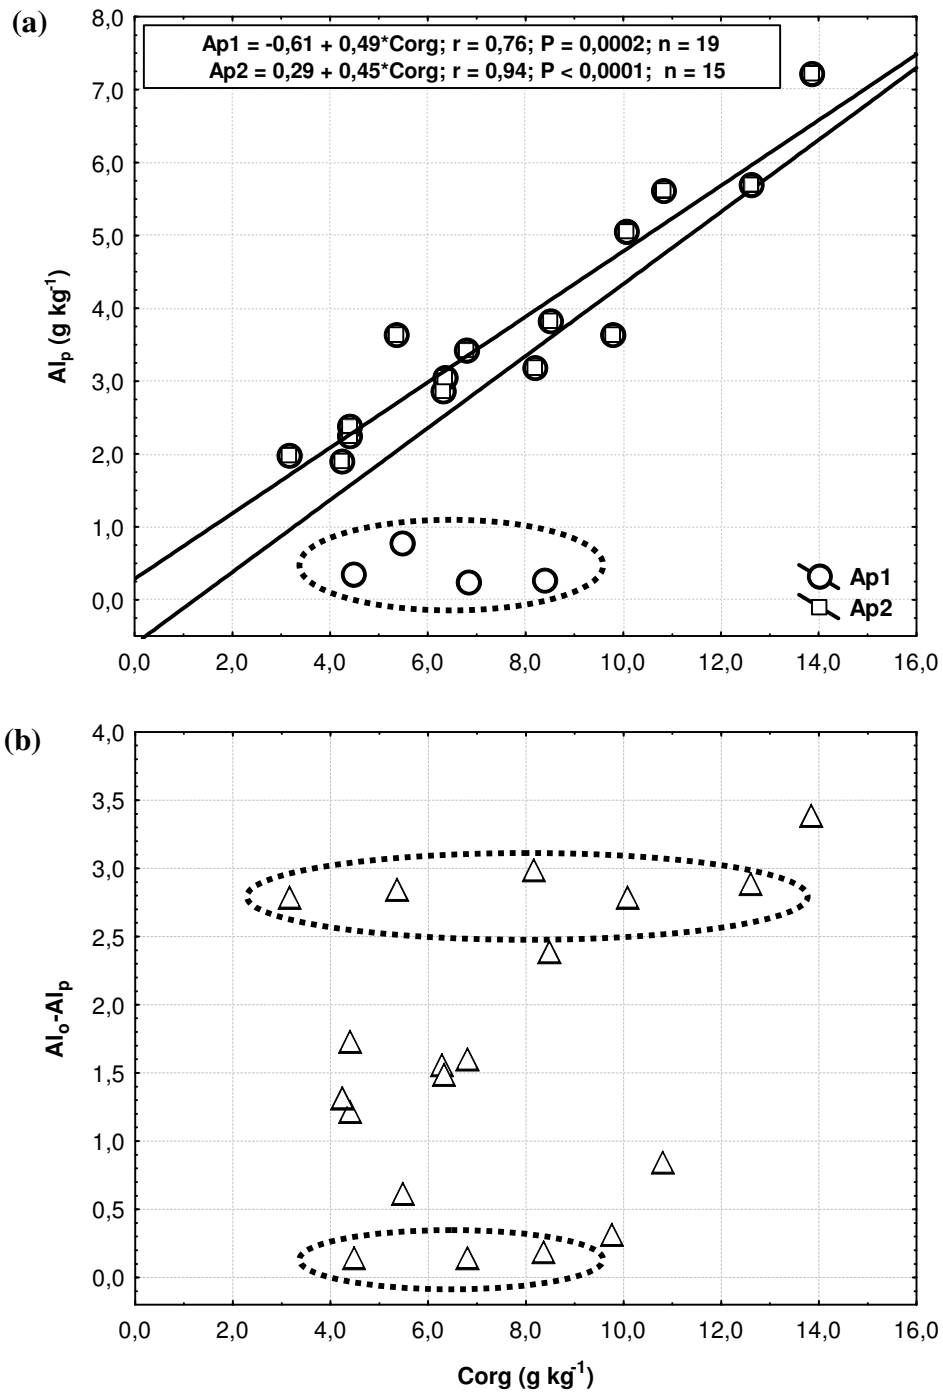 (a)
Ap1 = -0,61 + 0,49*Corg; r = 0,76; P = 0,0002; n = 19
Ap2 = 0,29 + 0,45*Corg; r = 0,94; P < 0,0001; n = 15
8,0
7,0
6,0
5,0
4,0
3,0
2,0
1,0
0,0
Alp (g kg-1)
Ap1
Ap2
0,0 2,0 4,0 6,0 8,0 10,0 12,0 14,0 16,0
(b)
4,0
3,5
3,0
2,5
2,0
1,5
1,0
0,5
0,0
Alo-Alp
0,0 2,0 4,0 6,0 8,0 10,0 12,0 14,0 16,0
Corg (g kg-1)